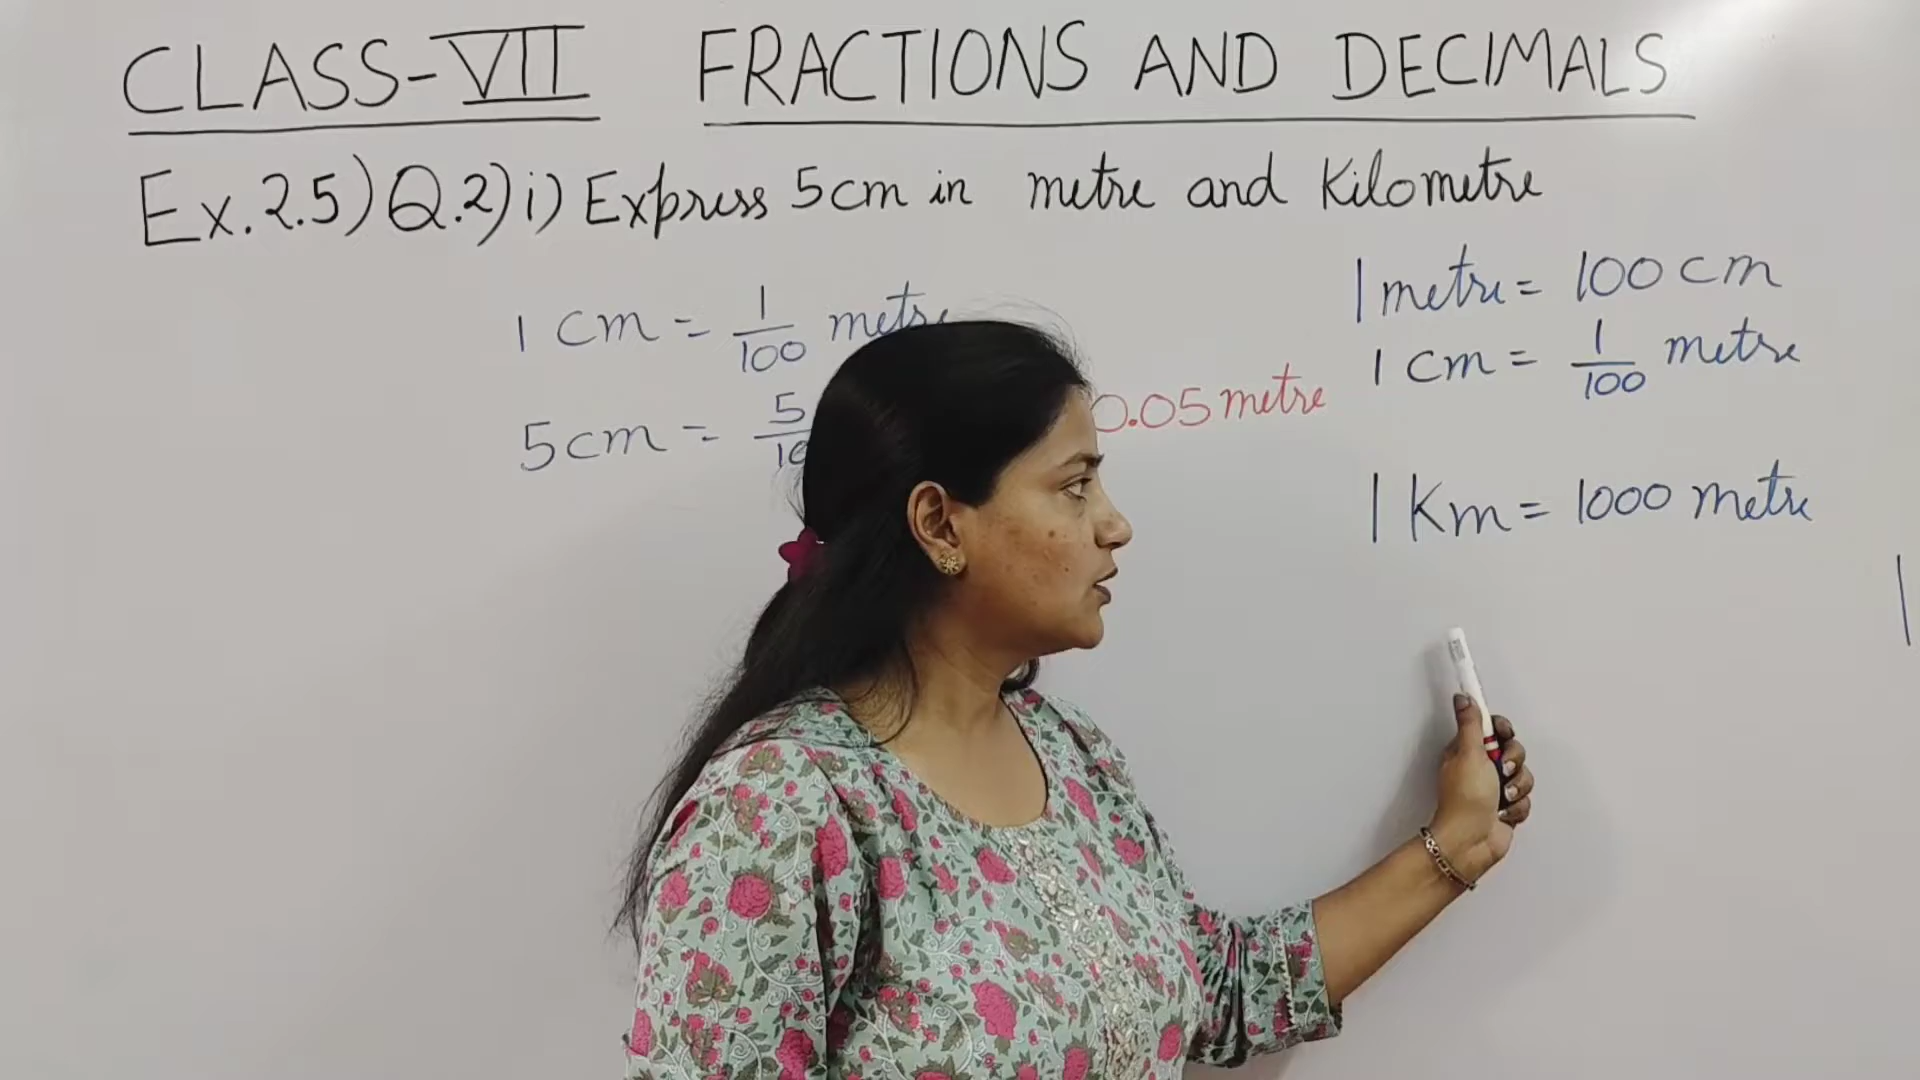 CLASS-VII FRACTIONS AND DECIMALS
Ex.2.5) Q.2) i) Express 5cm in metre and Kilometre
1 cm = 1/100 metre
5cm = 5/10 0.05 metre
1 metre = 100 cm
1 cm = 1/100 metre
1 Km = 1000 metre